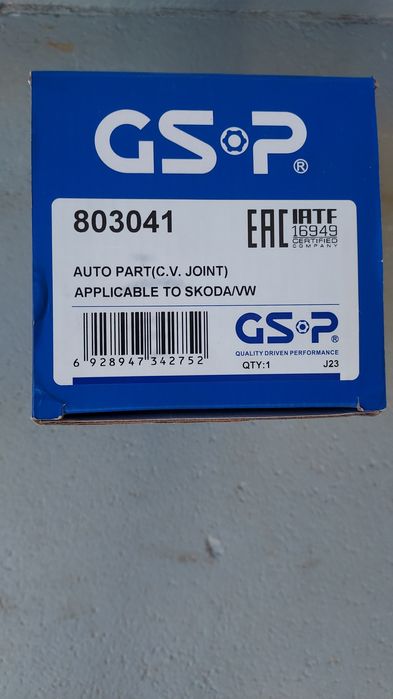 GSP®
803041
EAC IATF
16949
CERTIFIED
COMPANY
AUTO PART(C.V. JOINT)
APPLICABLE TO SKODA/VW
GSP®
QUALITY DRIVEN PERFORMANCE
6 928947 342752
QTY:1 J23